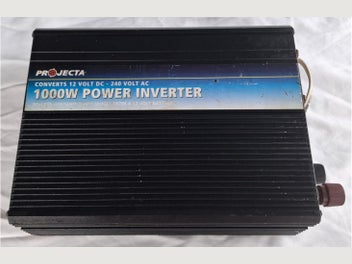 PROJECTA
CONVERTS 12 VOLT DC - 240 VOLT AC
1000W POWER INVERTER